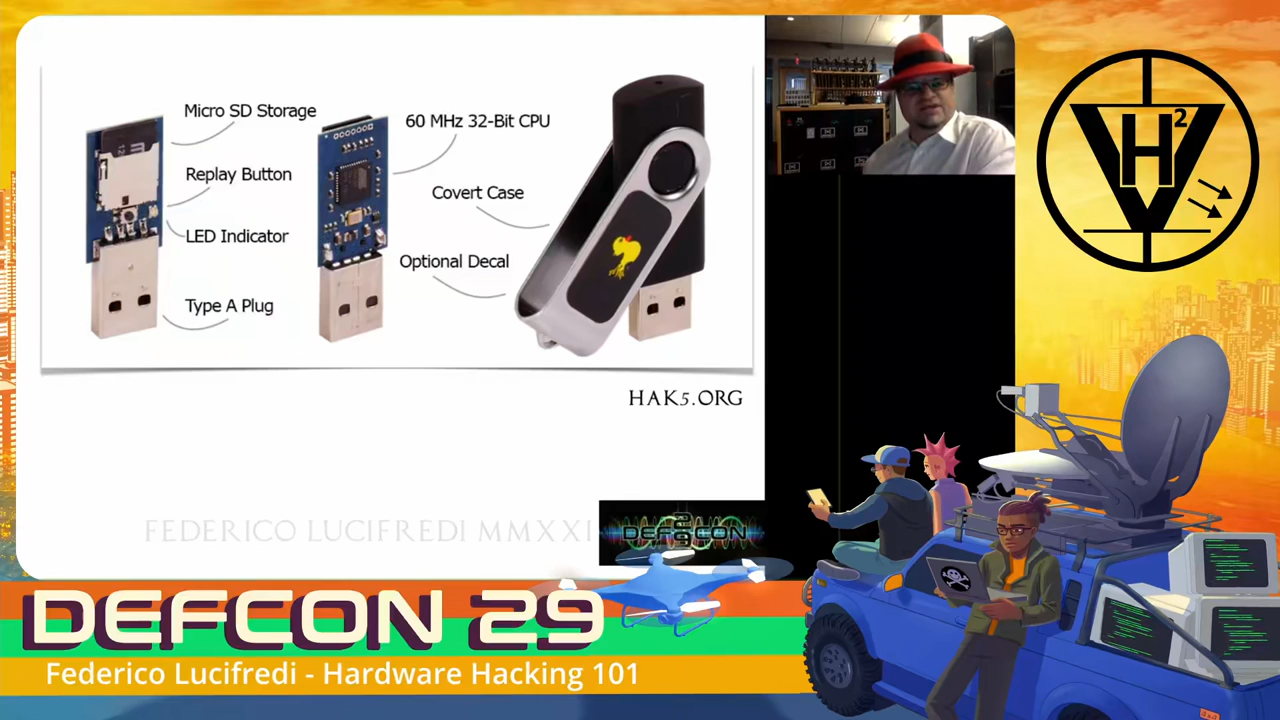 Micro SD Storage
Replay Button
LED Indicator
Type A Plug
60 MHz 32-Bit CPU
Covert Case
Optional Decal
HAK5.ORG
FEDERICO LUCIFREDI MMXXI
DEFCON
H2
DEFCON 29
Federico Lucifredi - Hardware Hacking 101